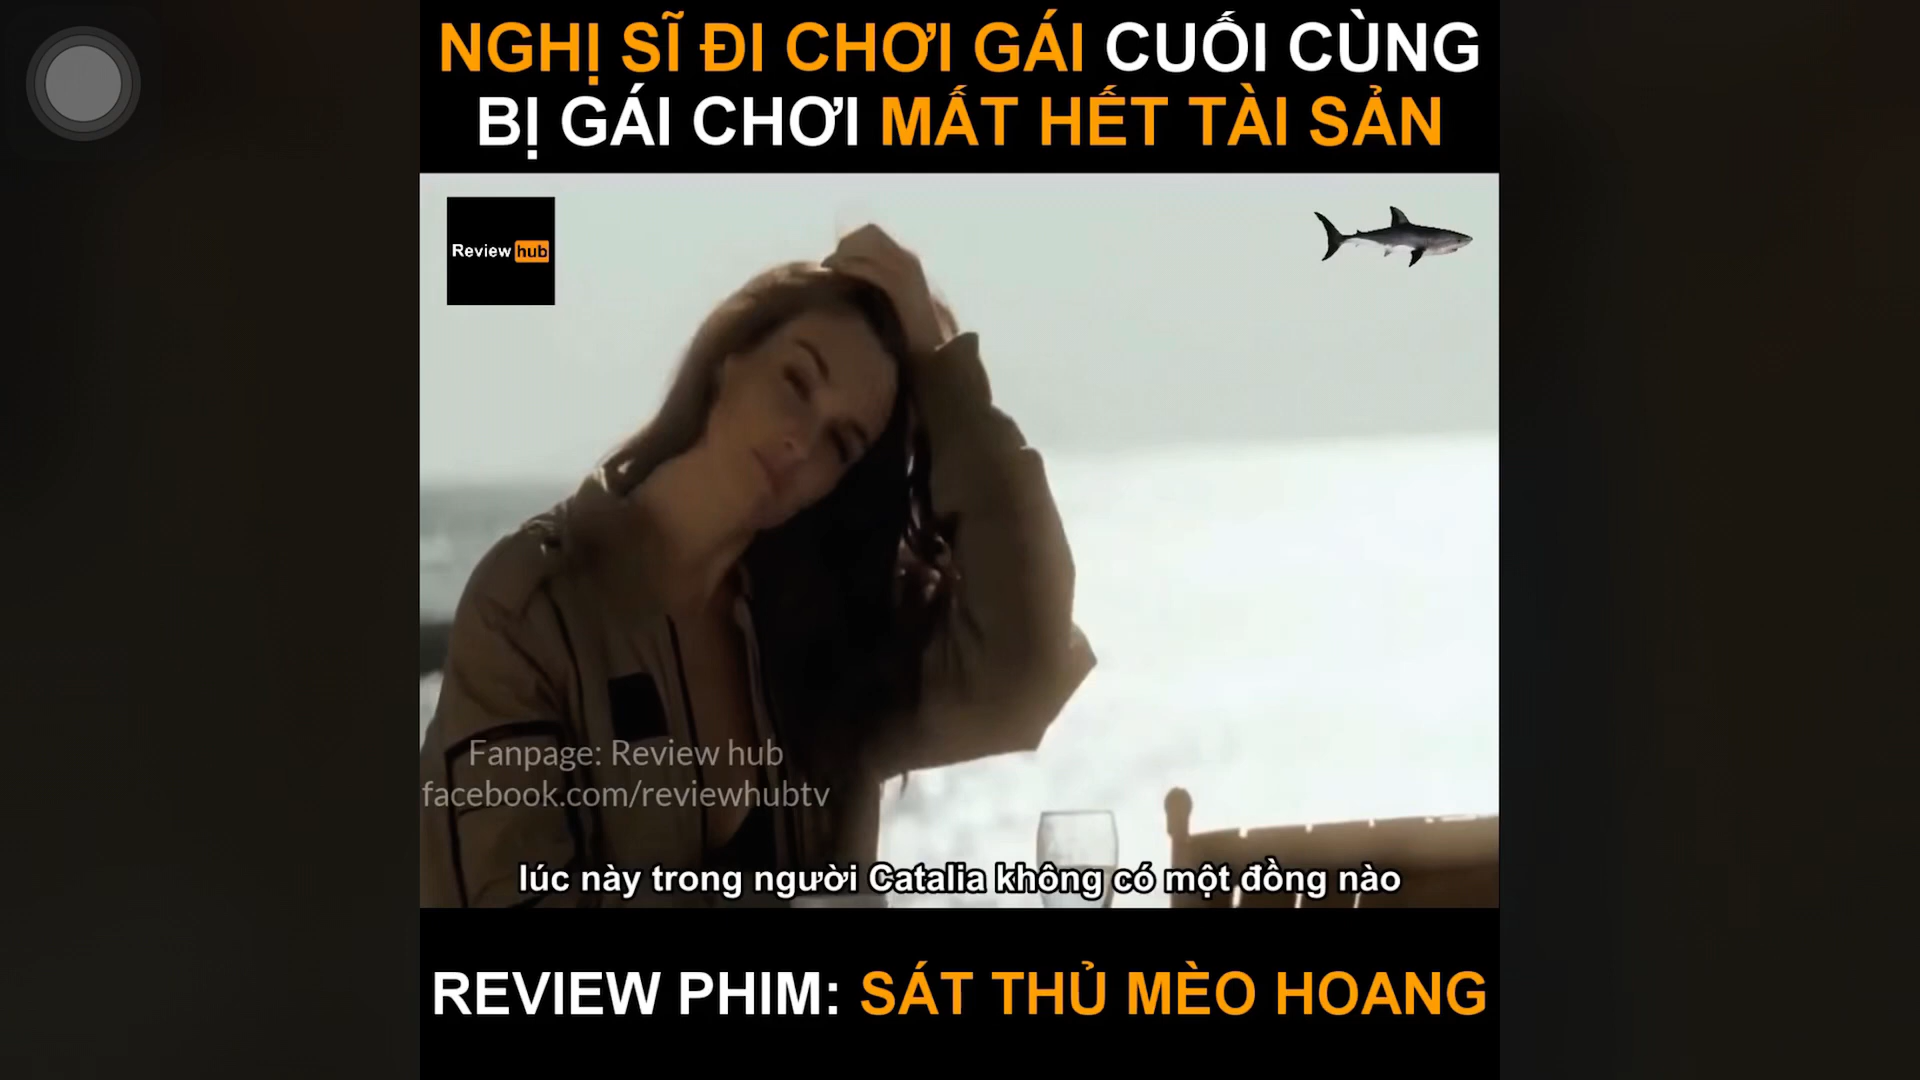 NGHỊ SĨ ĐI CHƠI GÁI CUỐI CÙNG
BỊ GÁI CHƠI MẤT HẾT TÀI SẢN
Review hub
Fanpage: Review hub
facebook.com/reviewhubtv
lúc này trong người Catalia không có một đồng nào
REVIEW PHIM: SÁT THỦ MÈO HOANG